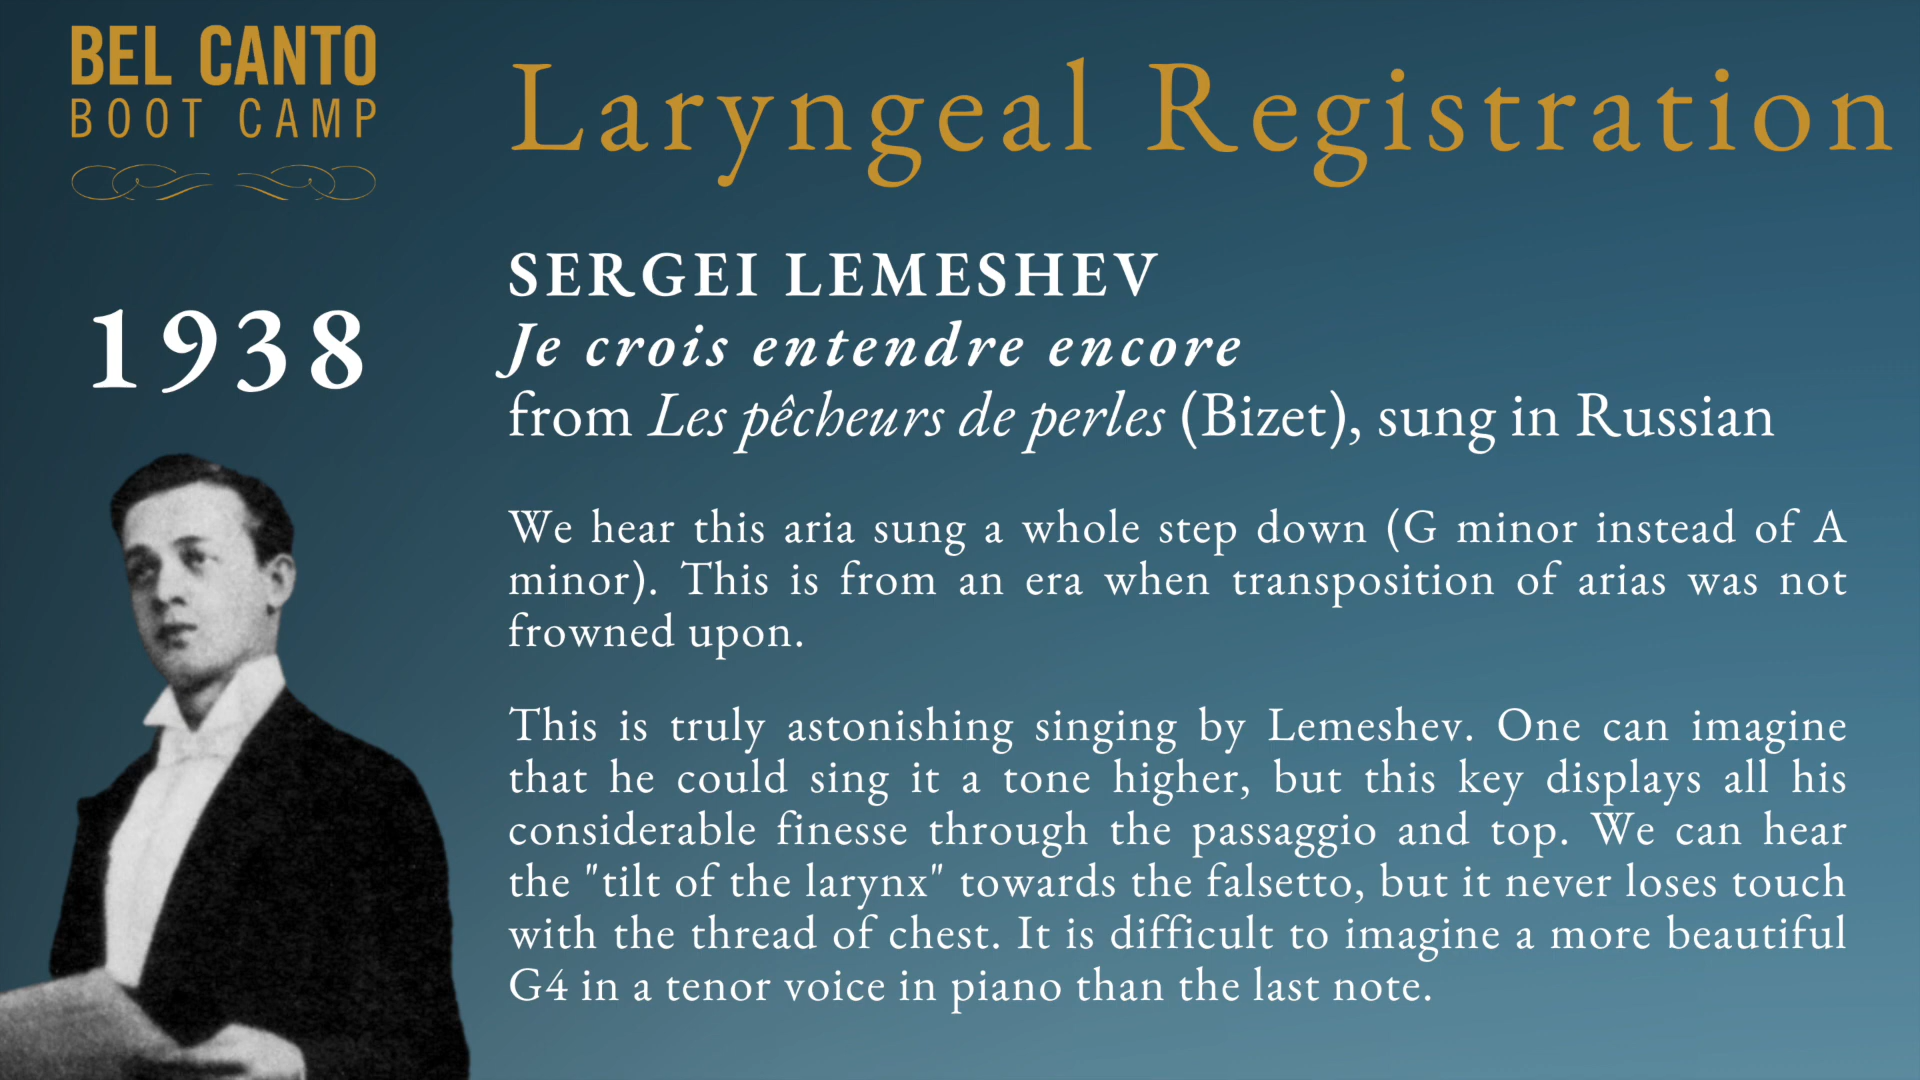 BEL CANTO
BOOT CAMP
Laryngeal Registration
1938
SERGEI LEMESHEV
Je crois entendre encore
from Les pêcheurs de perles (Bizet), sung in Russian
We hear this aria sung a whole step down (G minor instead of A
minor). This is from an era when transposition of arias was not
frowned upon.
This is truly astonishing singing by Lemeshev. One can imagine
that he could sing it a tone higher, but this key displays all his
considerable finesse through the passaggio and top. We can hear
the "tilt of the larynx" towards the falsetto, but it never loses touch
with the thread of chest. It is difficult to imagine a more beautiful
G4 in a tenor voice in piano than the last note.